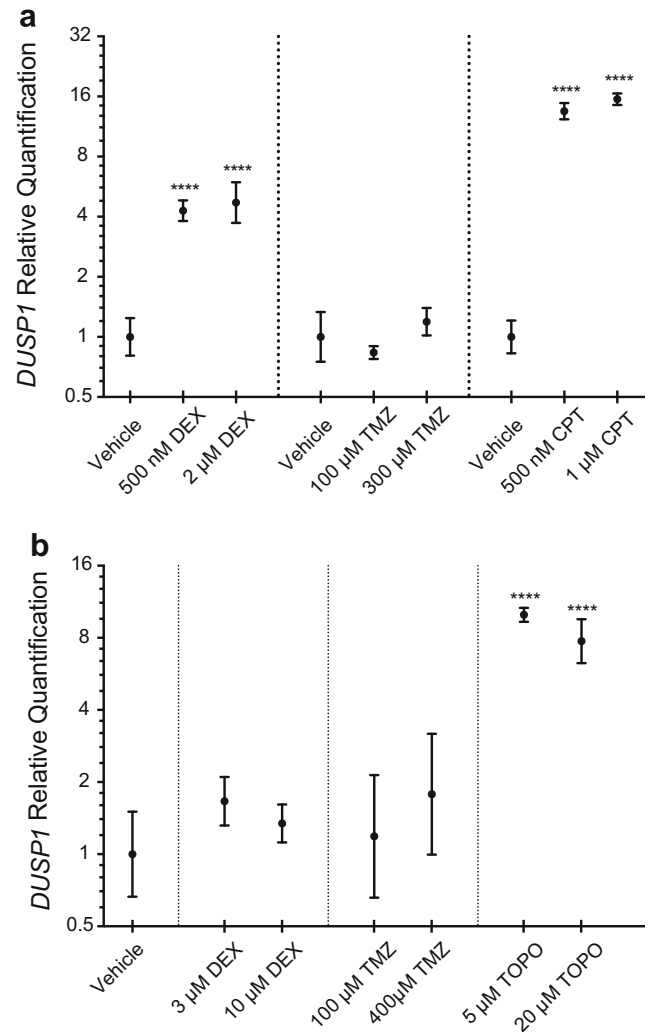 a
DUSP1 Relative Quantification
32
16
8
4
2
1
0.5
****
****
****
****
Vehicle
500 nM DEX
2 µM DEX
Vehicle
100 µM TMZ
300 µM TMZ
Vehicle
500 nM CPT
1 µM CPT
b
DUSP1 Relative Quantification
16
8
4
2
1
0.5
****
****
Vehicle
3 µM DEX
10 µM DEX
100 µM TMZ
400µM TMZ
5 µM TOPO
20 µM TOPO